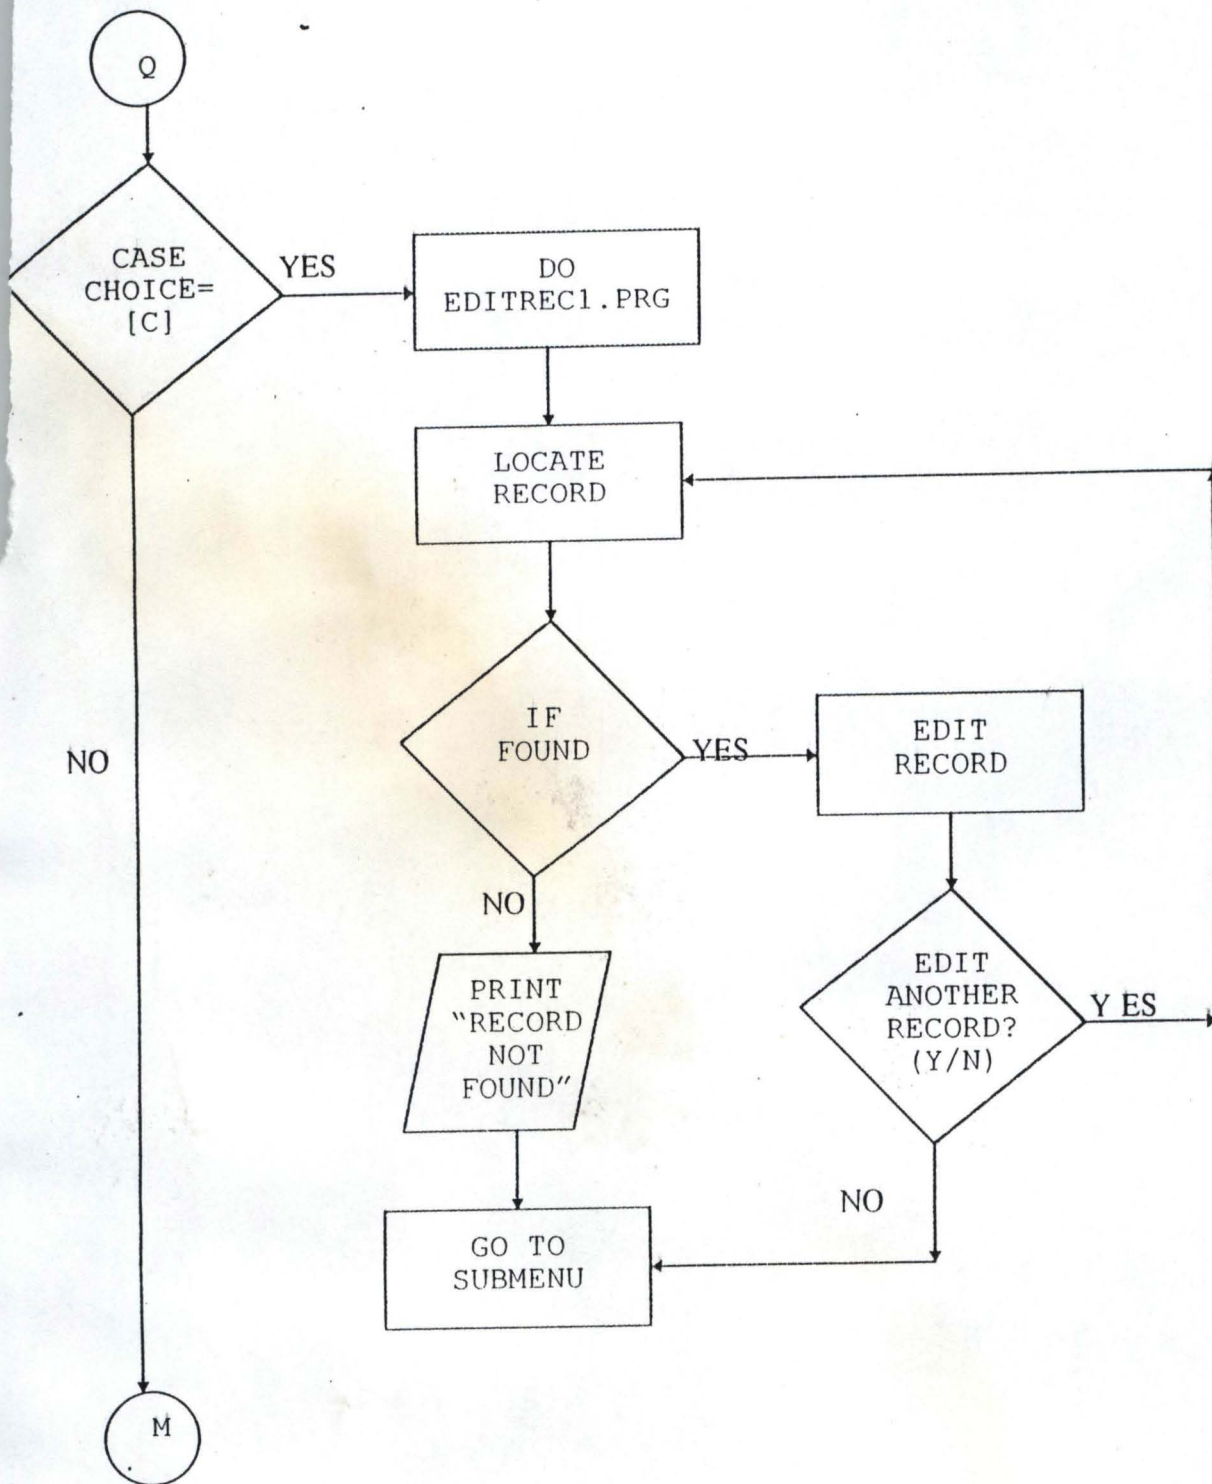 Q
CASE
CHOICE=
[C]
YES
DO
EDITREC1.PRG
LOCATE
RECORD
IF
FOUND
YES
EDIT
RECORD
NO
NO
PRINT
"RECORD
NOT
FOUND"
EDIT
ANOTHER
RECORD?
(Y/N)
Y ES
NO
GO TO
SUBMENU
M